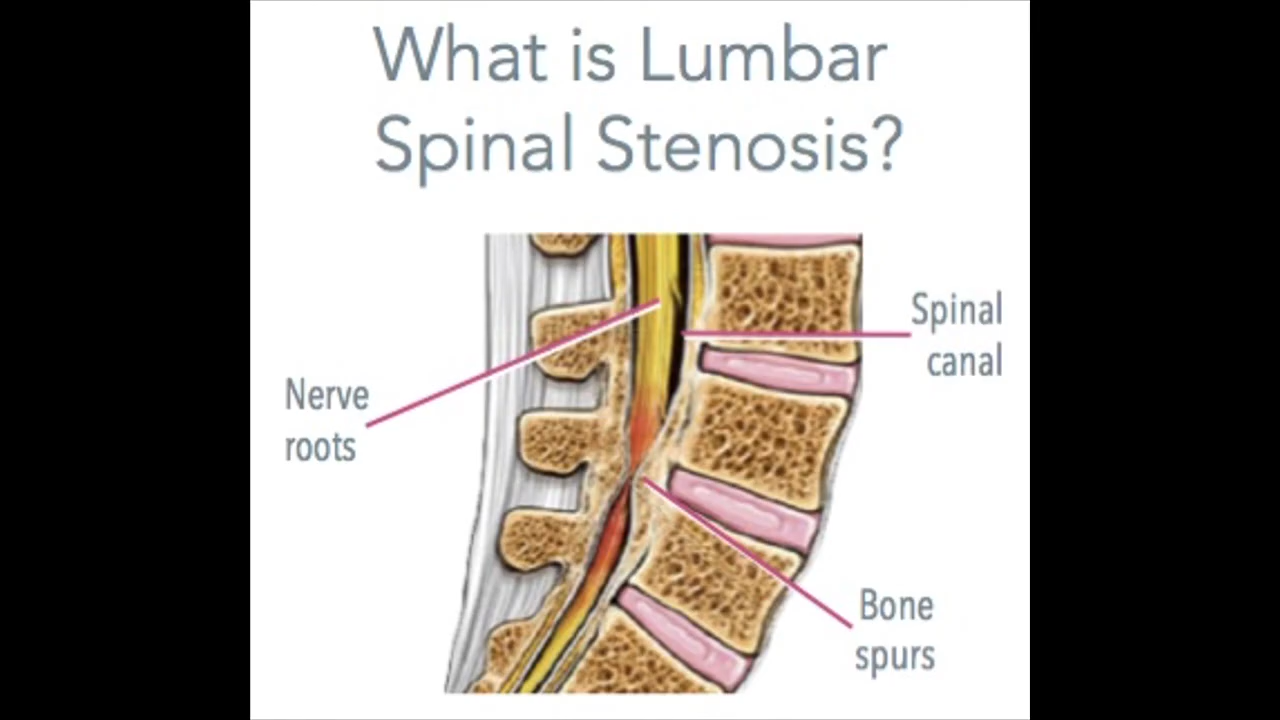 What is Lumbar
Spinal Stenosis?
Spinal
canal
Nerve
roots
Bone
spurs